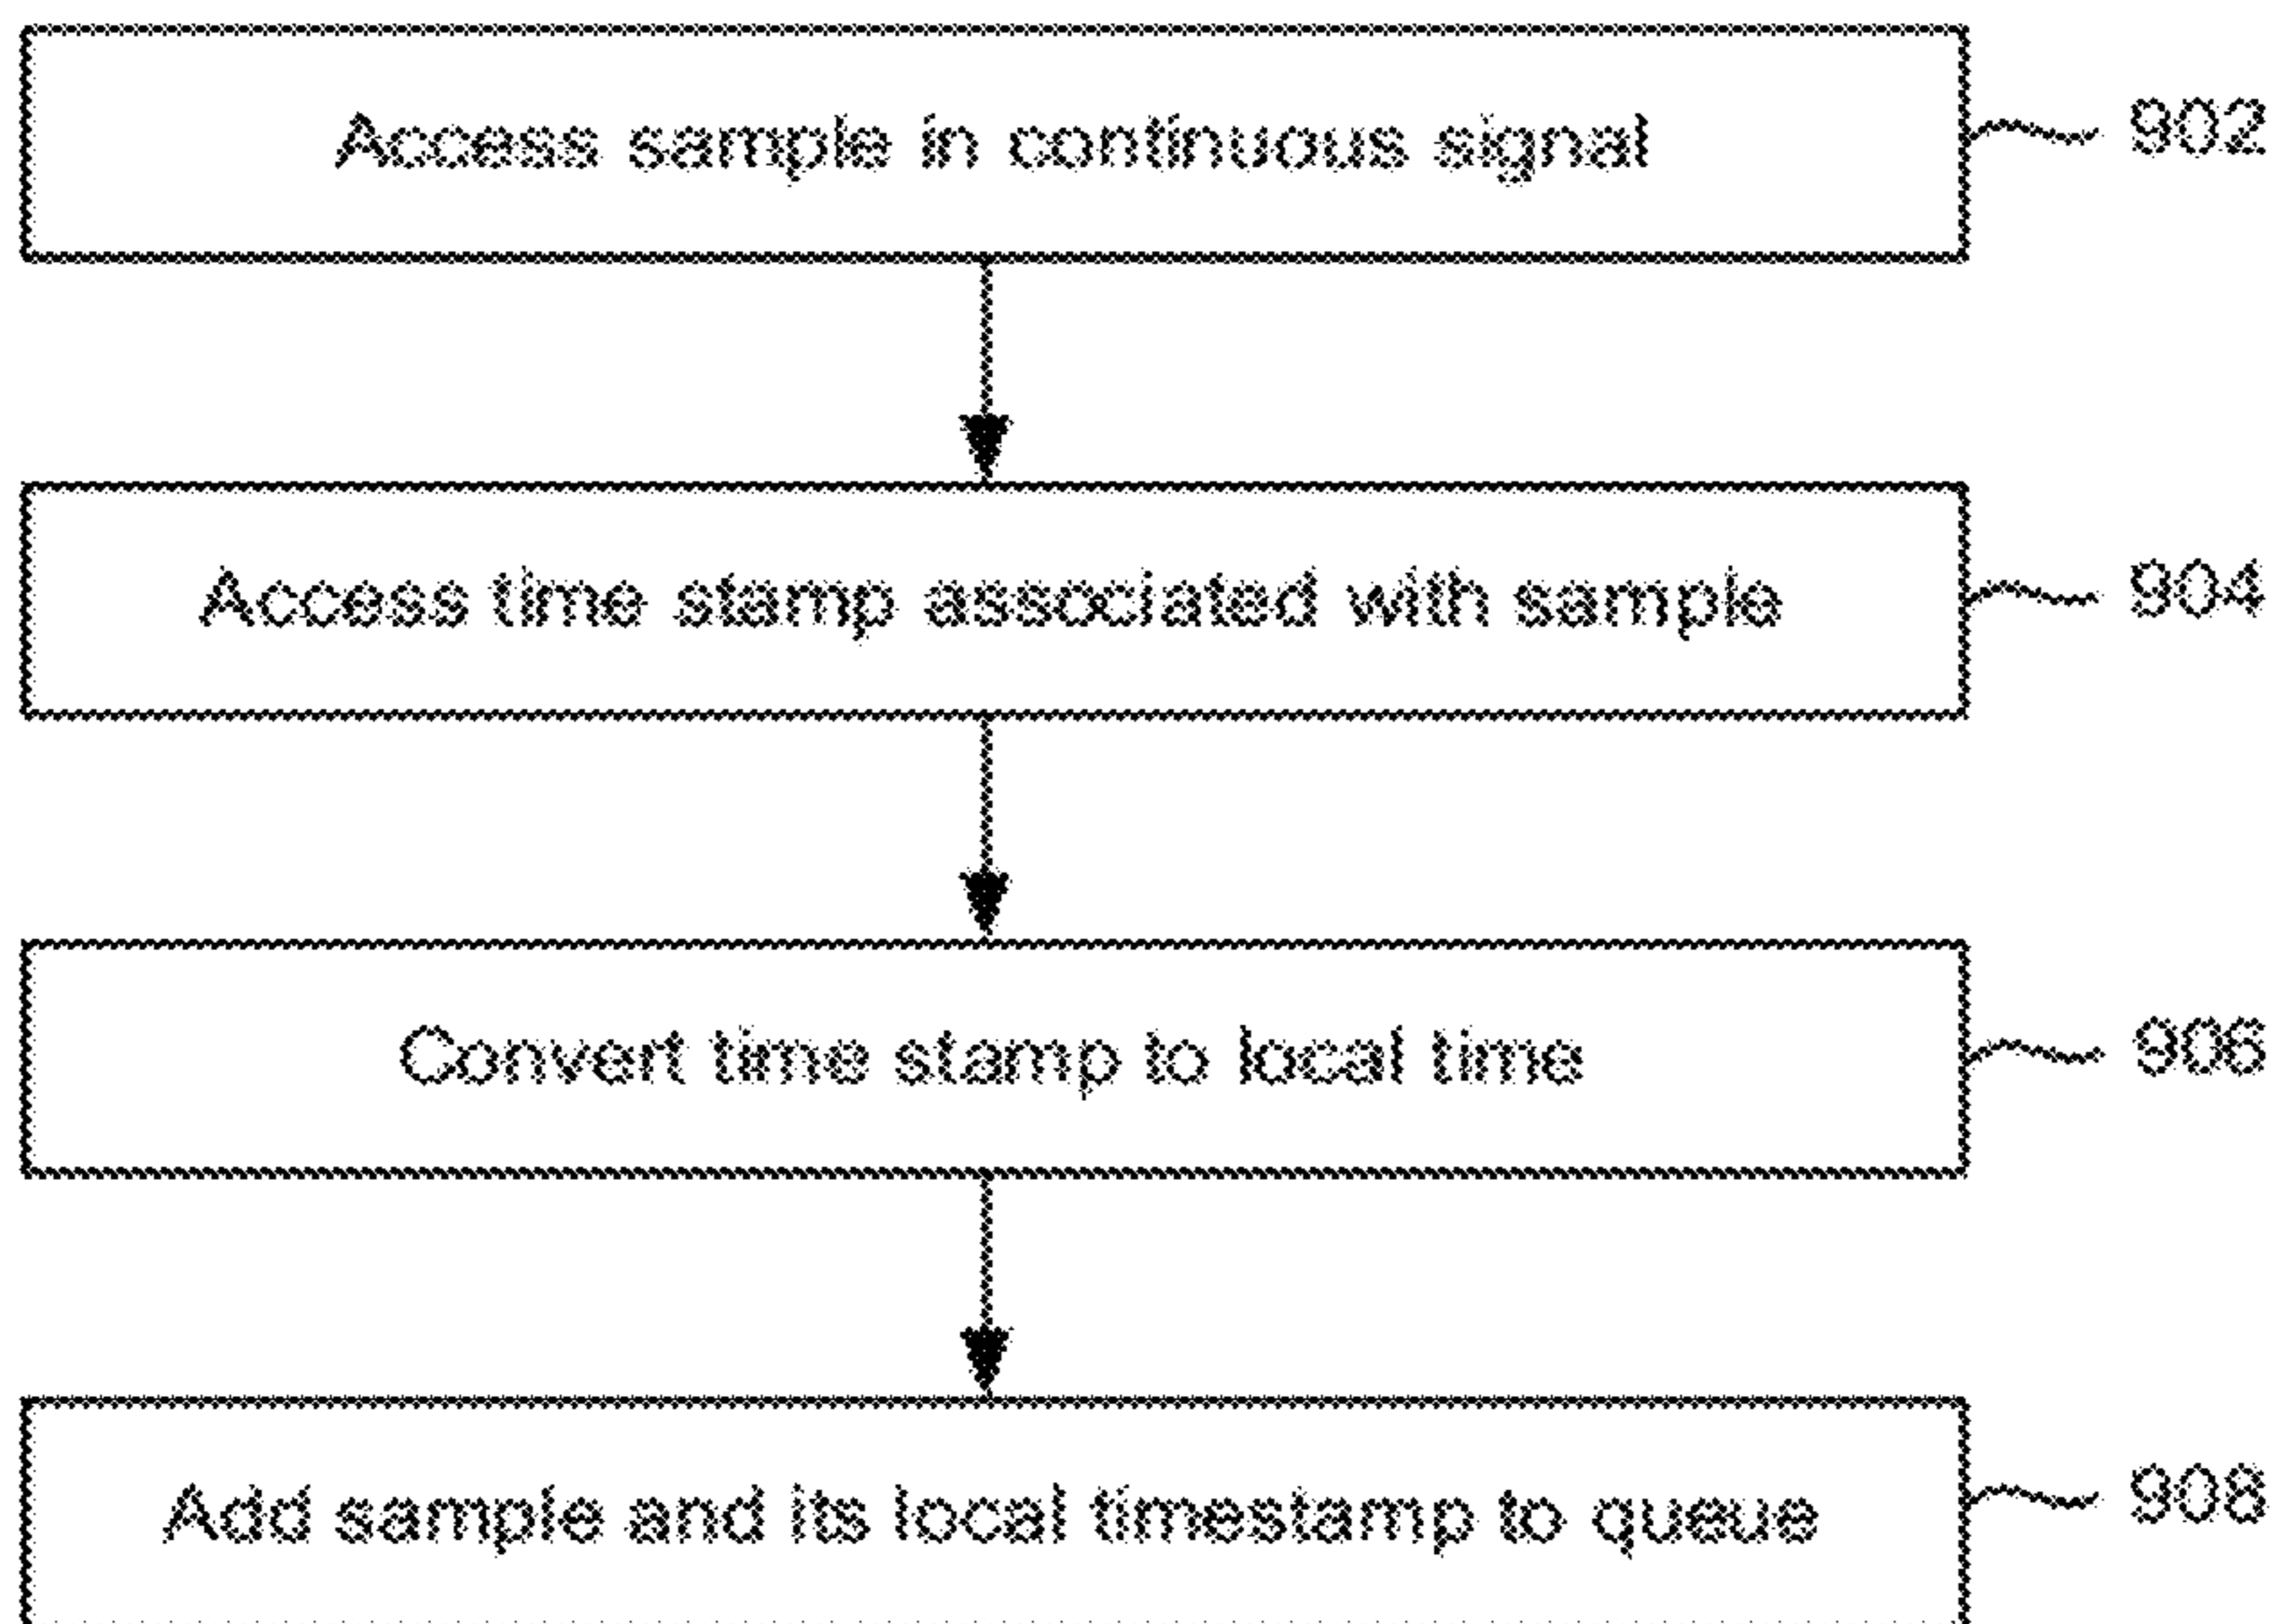 Access sample in continuous signal 902
Access time stamp associated with sample 904
Convert time stamp to local time 906
Add sample and its local timestamp to queue 908